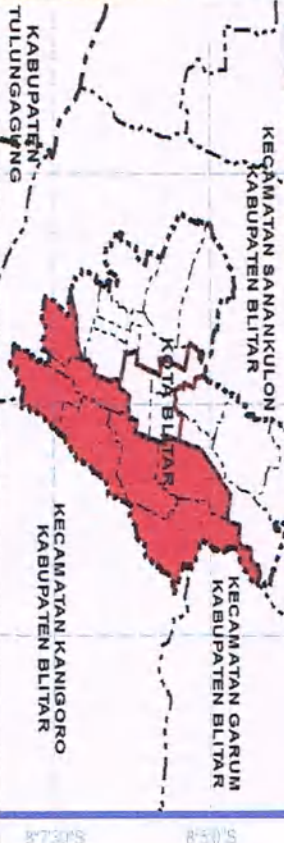 KECAMATAN SANANKULON
KABUPATEN BLITAR
KABUPATEN
TULUNGAGUNG
KOTA BLITAR
KECAMATAN GARUM
KABUPATEN BLITAR
KECAMATAN KANIGORO
KABUPATEN BLITAR
8°7'30"S
8°5'0"S